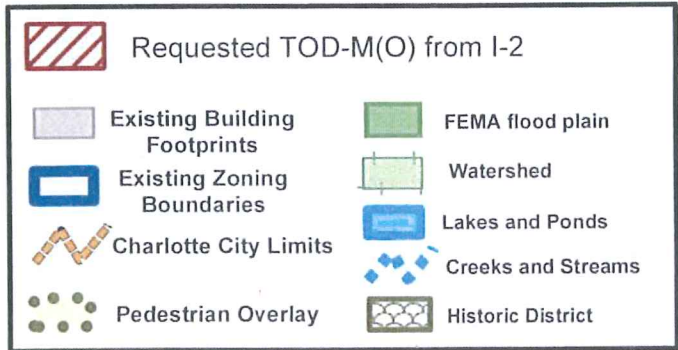 Requested TOD-M(O) from I-2
Existing Building
Footprints
Existing Zoning
Boundaries
Charlotte City Limits
Pedestrian Overlay
FEMA flood plain
Watershed
Lakes and Ponds
Creeks and Streams
Historic District